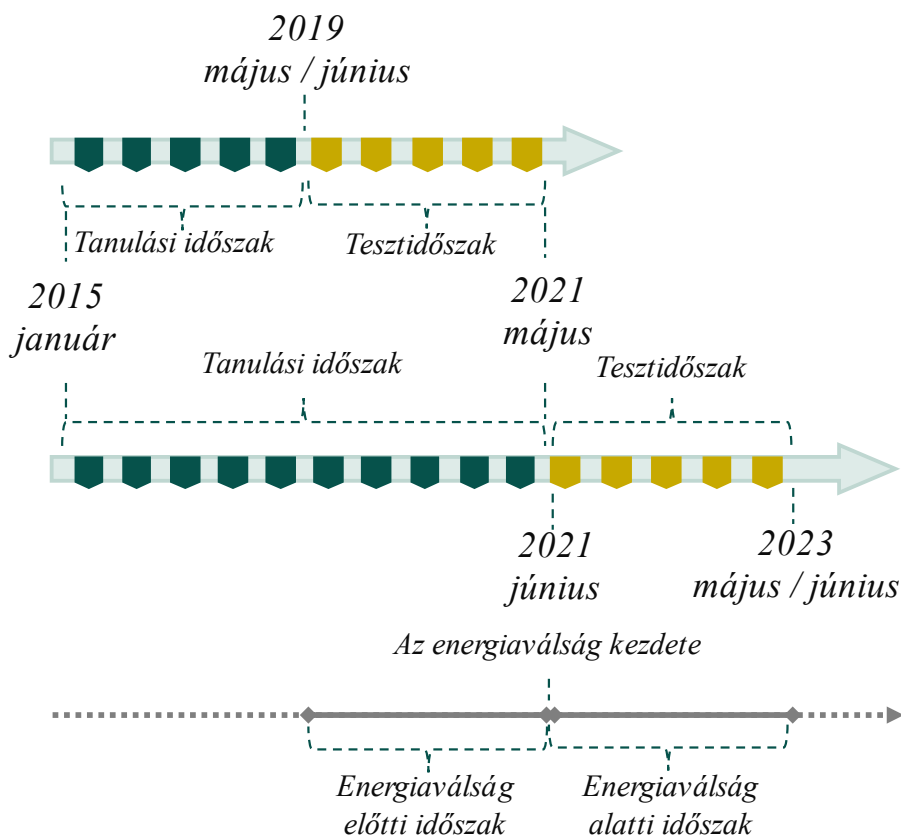 2019
május / június
Tanulási időszak
Tesztidőszak
2015
január
2021
május
Tanulási időszak
Tesztidőszak
2021
június
2023
május / június
Az energiaválság kezdete
Energiaválság
előtti időszak
Energiaválság
alatti időszak